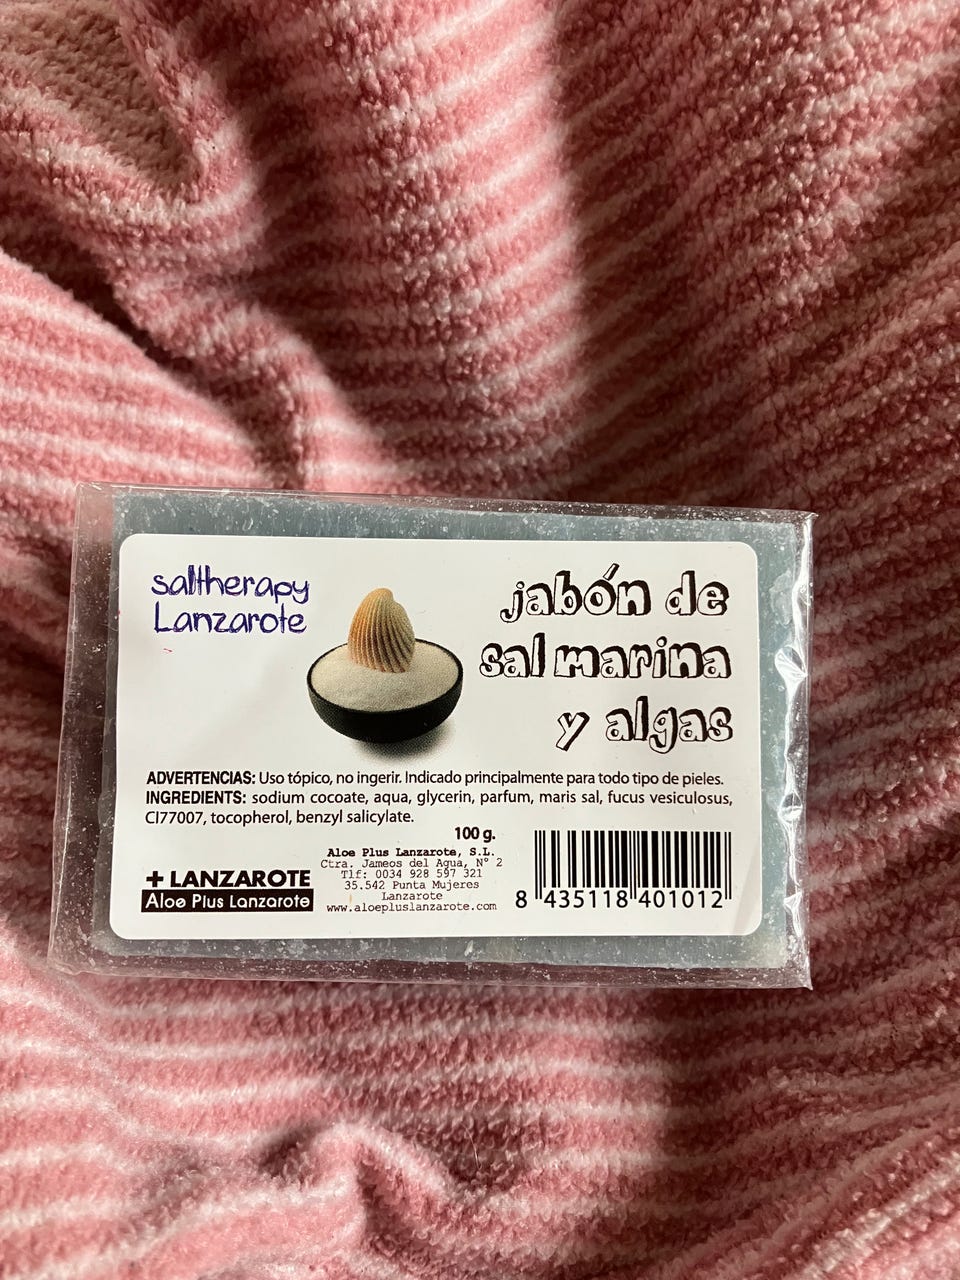 saltherapy
Lanzarote
jabón de
sal marina
y algas
ADVERTENCIAS: Uso tópico, no ingerir. Indicado principalmente para todo tipo de pieles.
INGREDIENTS: sodium cocoate, aqua, glycerin, parfum, maris sal, fucus vesiculosus,
CI77007, tocopherol, benzyl salicylate.
100 g.
+ LANZAROTE
Aloe Plus Lanzarote
Aloe Plus Lanzarote, S.L.
Ctra. Jameos del Agua, N° 2
Tlf: 0034 928 597 321
35.542 Punta Mujeres
Lanzarote
www.aloepluslanzarote.com
8 435118 401012